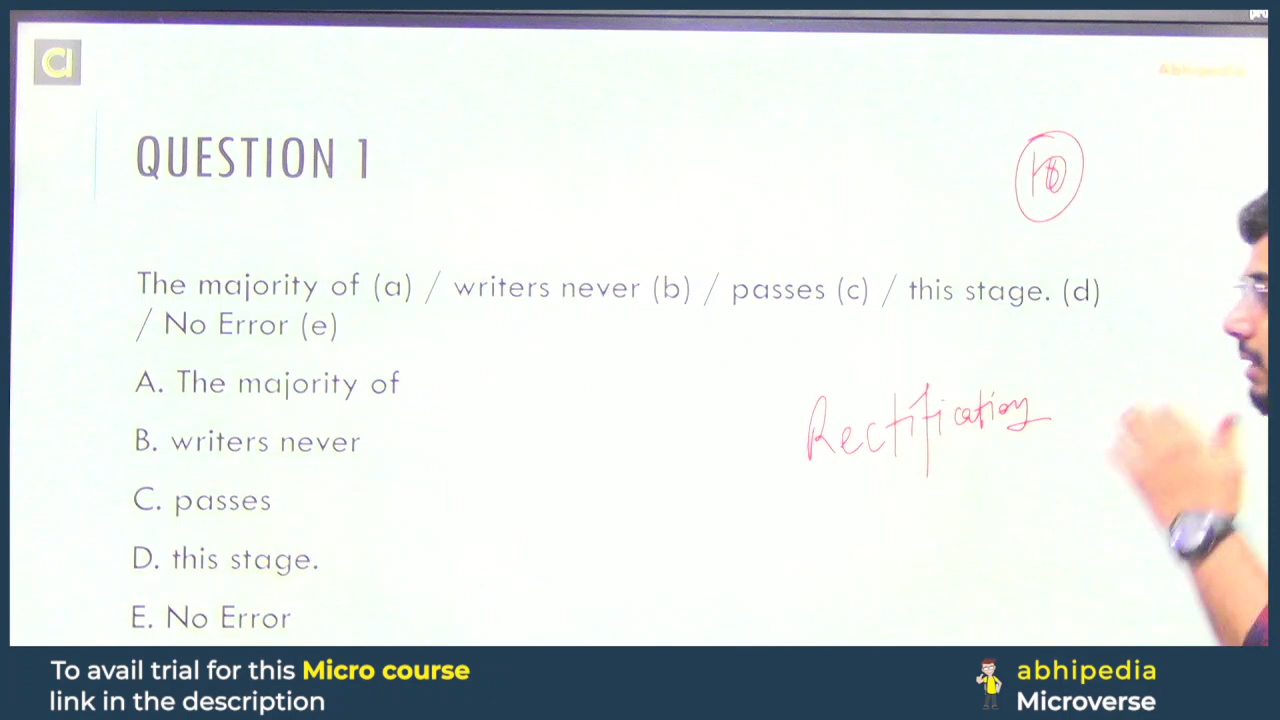 Abhipedia
QUESTION 1
The majority of (a) / writers never (b) / passes (c) / this stage. (d)
/ No Error (e)
A. The majority of
B. writers never
C. passes
D. this stage.
E. No Error
Rectification
To avail trial for this Micro course
link in the description
abhipedia
Microverse